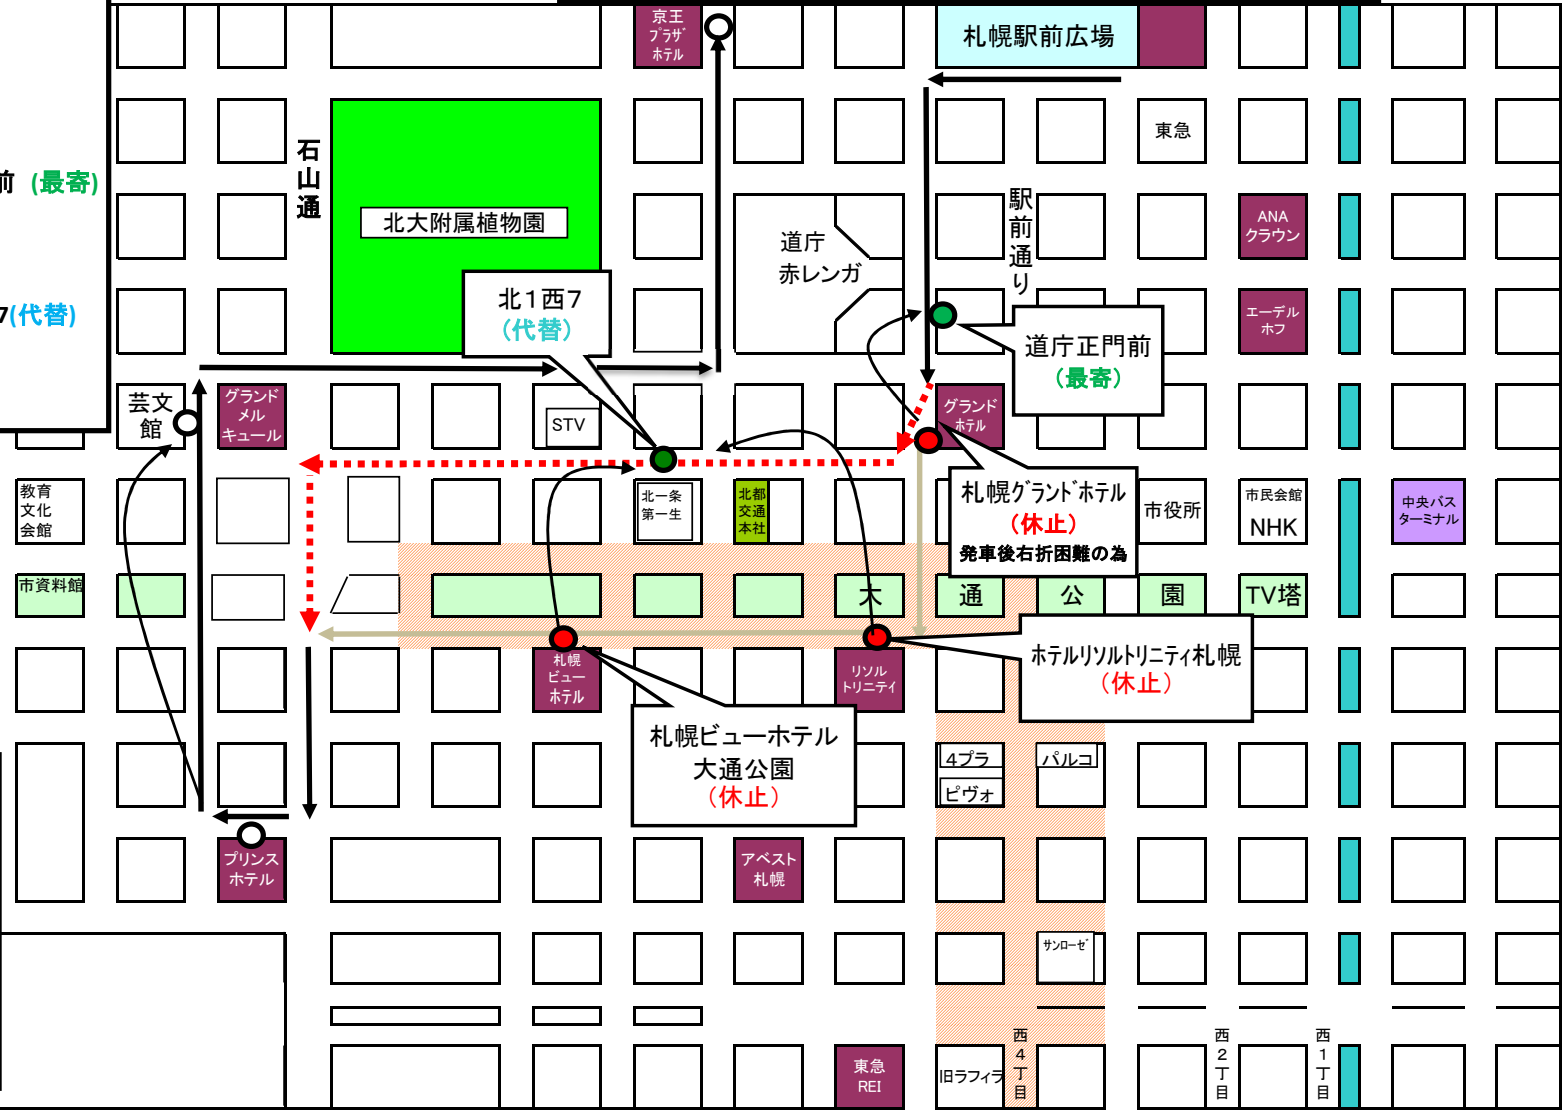 京王
プラザ
ホテル
札幌駅前広場
東急
石山通
前 (最寄)
北大附属植物園
道庁
赤レンガ
駅前通り
ANA
クラウン
エーデル
ホフ
7(代替)
北1西7
(代替)
道庁正門前
(最寄)
芸文
館
グランド
メル
キュール
STV
グランド
ホテル
教育
文化
会館
北一条
第一生
北都
交通
本社
札幌グランドホテル
(休止)
発車後右折困難の為
市役所
市民会館
NHK
中央バス
ターミナル
市資料館
大 通 公 園
TV塔
札幌
ビュー
ホテル
リソル
トリニティ
ホテルリソルトリニティ札幌
(休止)
札幌ビューホテル
大通公園
(休止)
4プラ
ピヴォ
パルコ
プリンス
ホテル
アベスト
札幌
サンローゼ
東急
REI
旧ラフィラ
西4丁目
西2丁目
西1丁目